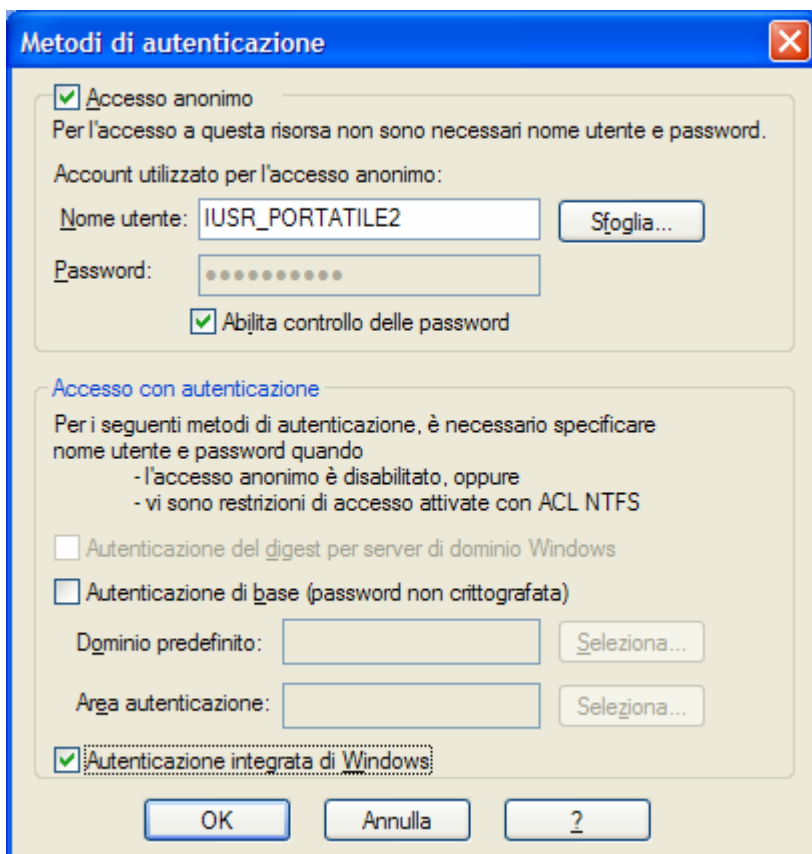 Metodi di autenticazione
Accesso anonimo
Per l'accesso a questa risorsa non sono necessari nome utente e password.
Account utilizzato per l'accesso anonimo:
Nome utente: IUSR_PORTATILE2 Sfoglia...
Password: ●●●●●●●●●●
Abilita controllo delle password
Accesso con autenticazione
Per i seguenti metodi di autenticazione, è necessario specificare
nome utente e password quando
- l'accesso anonimo è disabilitato, oppure
- vi sono restrizioni di accesso attivate con ACL NTFS
Autenticazione del digest per server di dominio Windows
Autenticazione di base (password non crittografata)
Dominio predefinito: Seleziona...
Area autenticazione: Seleziona...
Autenticazione integrata di Windows
OK Annulla ?